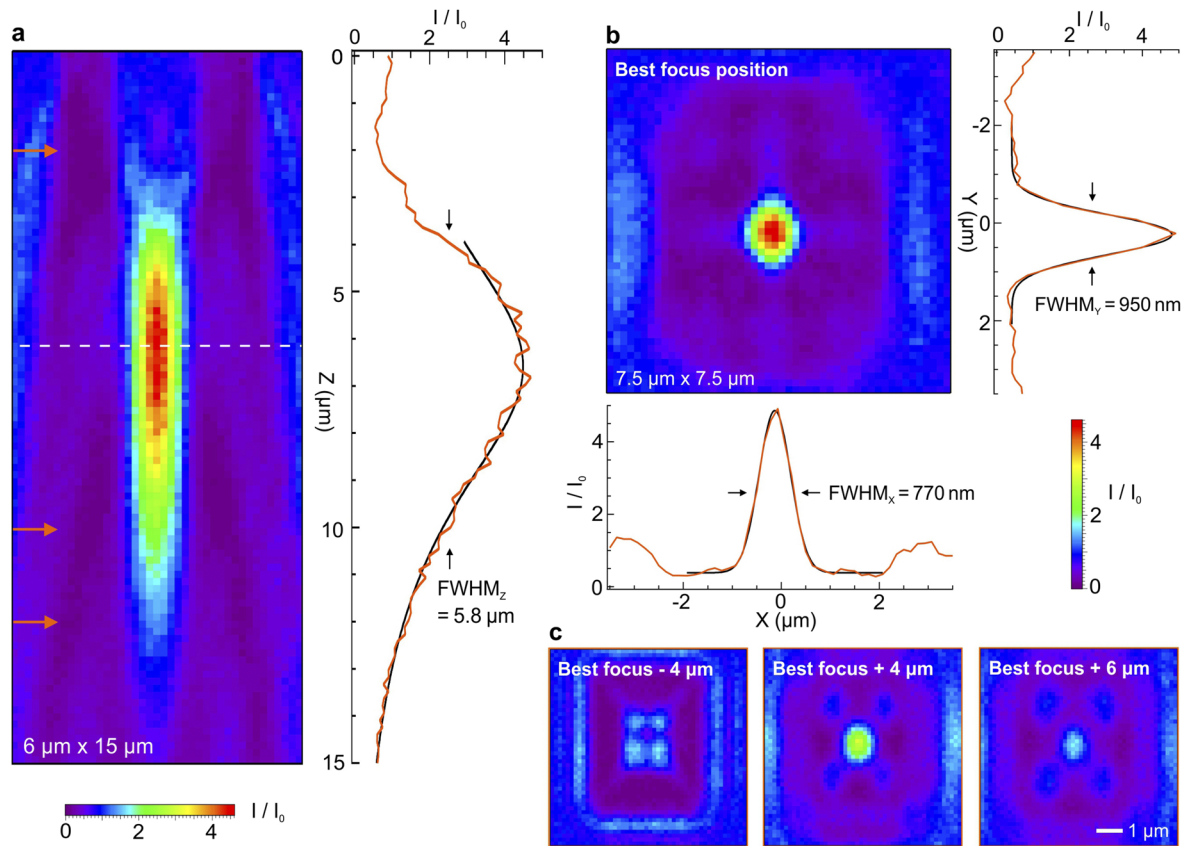 a
I / I₀
0 2 4
0
5
10
15
Z (µm)
FWHM_Z
= 5.8 µm
6 µm x 15 µm
0 2 4 I / I₀
b
Best focus position
7.5 µm x 7.5 µm
I / I₀
0 2 4
-2
0
2
Y (µm)
FWHM_Y = 950 nm
4
2
0
I / I₀
FWHM_X = 770 nm
-2 0 2
X (µm)
4
2
0
I / I₀
c
Best focus - 4 µm
Best focus + 4 µm
Best focus + 6 µm
1 µm